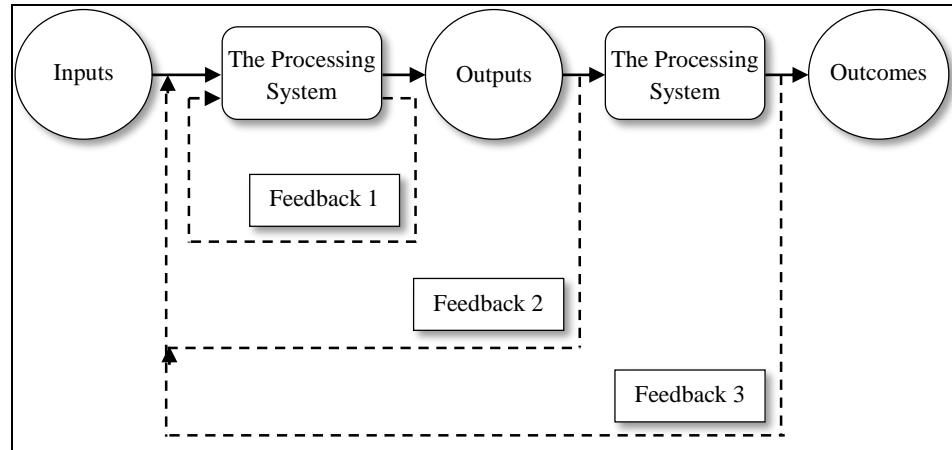 Inputs
The Processing
System
Outputs
The Processing
System
Outcomes
Feedback 1
Feedback 2
Feedback 3